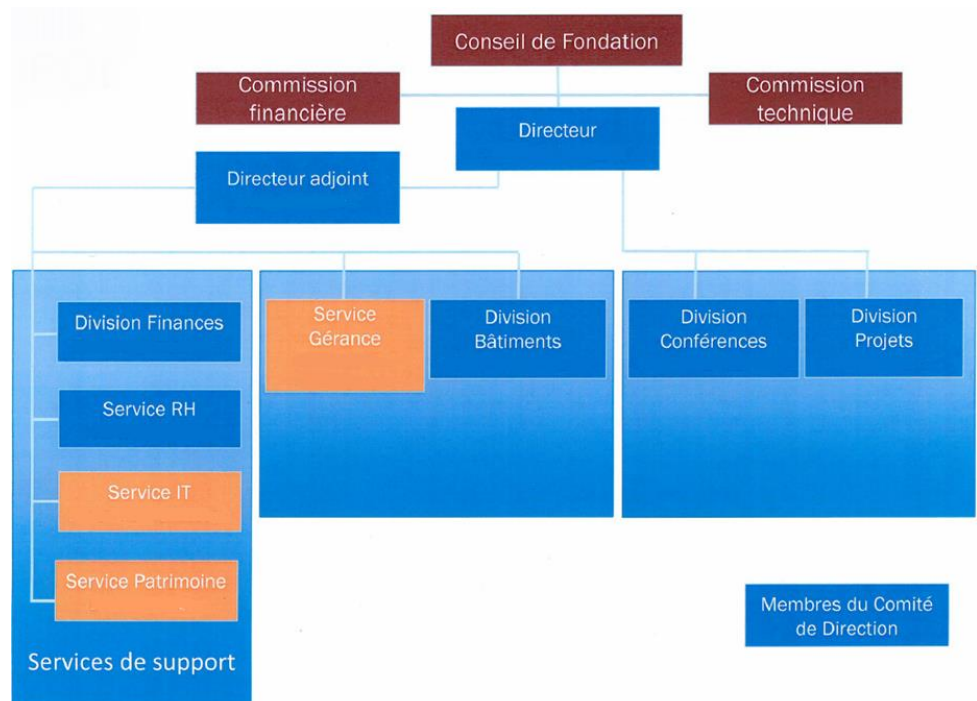 Conseil de Fondation
Commission
financière
Commission
technique
Directeur
Directeur adjoint
Division Finances
Service RH
Service IT
Service Patrimoine
Services de support
Service
Gérance
Division
Bâtiments
Division
Conférences
Division
Projets
Membres du Comité
de Direction